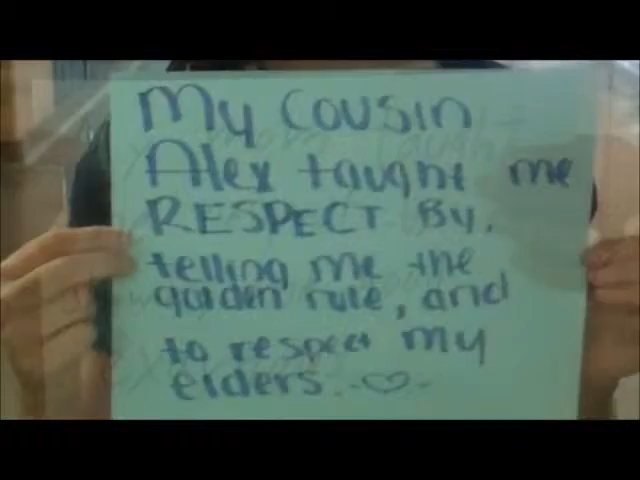 My Cousin
Alex taught me
RESPECT By.
telling me the
golden rule, and
to respect my
elders.